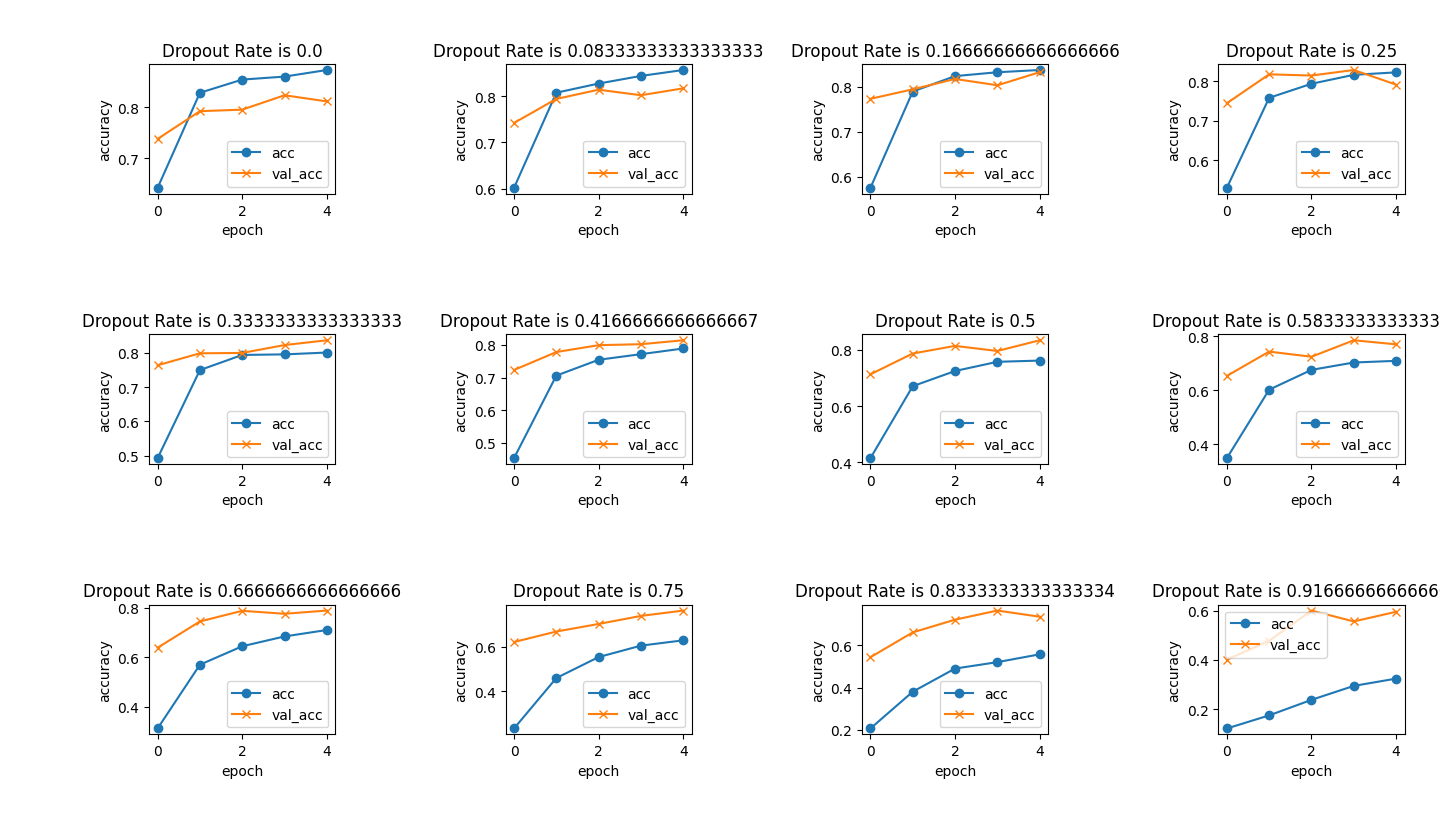 Dropout Rate is 0.0
accuracy
0.8
0.7
acc
val_acc
0 2 4
epoch
Dropout Rate is 0.08333333333333333
accuracy
0.8
0.7
0.6
acc
val_acc
0 2 4
epoch
Dropout Rate is 0.16666666666666666
accuracy
0.8
0.7
0.6
acc
val_acc
0 2 4
epoch
Dropout Rate is 0.25
accuracy
0.8
0.7
0.6
acc
val_acc
0 2 4
epoch
Dropout Rate is 0.3333333333333333
accuracy
0.8
0.7
0.6
0.5
acc
val_acc
0 2 4
epoch
Dropout Rate is 0.4166666666666667
accuracy
0.8
0.7
0.6
0.5
acc
val_acc
0 2 4
epoch
Dropout Rate is 0.5
accuracy
0.8
0.6
0.4
acc
val_acc
0 2 4
epoch
Dropout Rate is 0.5833333333333
accuracy
0.8
0.6
0.4
acc
val_acc
0 2 4
epoch
Dropout Rate is 0.6666666666666666
accuracy
0.8
0.6
0.4
acc
val_acc
0 2 4
epoch
Dropout Rate is 0.75
accuracy
0.6
0.4
acc
val_acc
0 2 4
epoch
Dropout Rate is 0.8333333333333334
accuracy
0.6
0.4
0.2
acc
val_acc
0 2 4
epoch
Dropout Rate is 0.9166666666666
accuracy
0.6
0.4
0.2
acc
val_acc
0 2 4
epoch